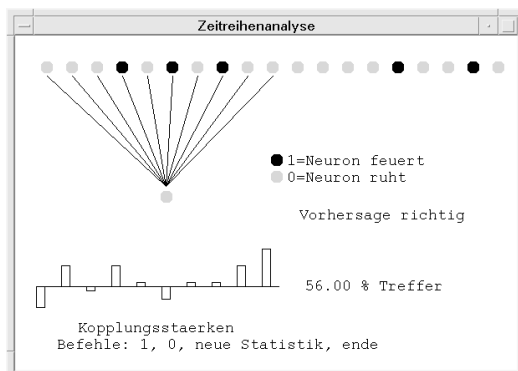 Zeitreihenanalyse
1=Neuron feuert
0=Neuron ruht
Vorhersage richtig
56.00 % Treffer
Kopplungsstaerken
Befehle: 1, 0, neue Statistik, ende